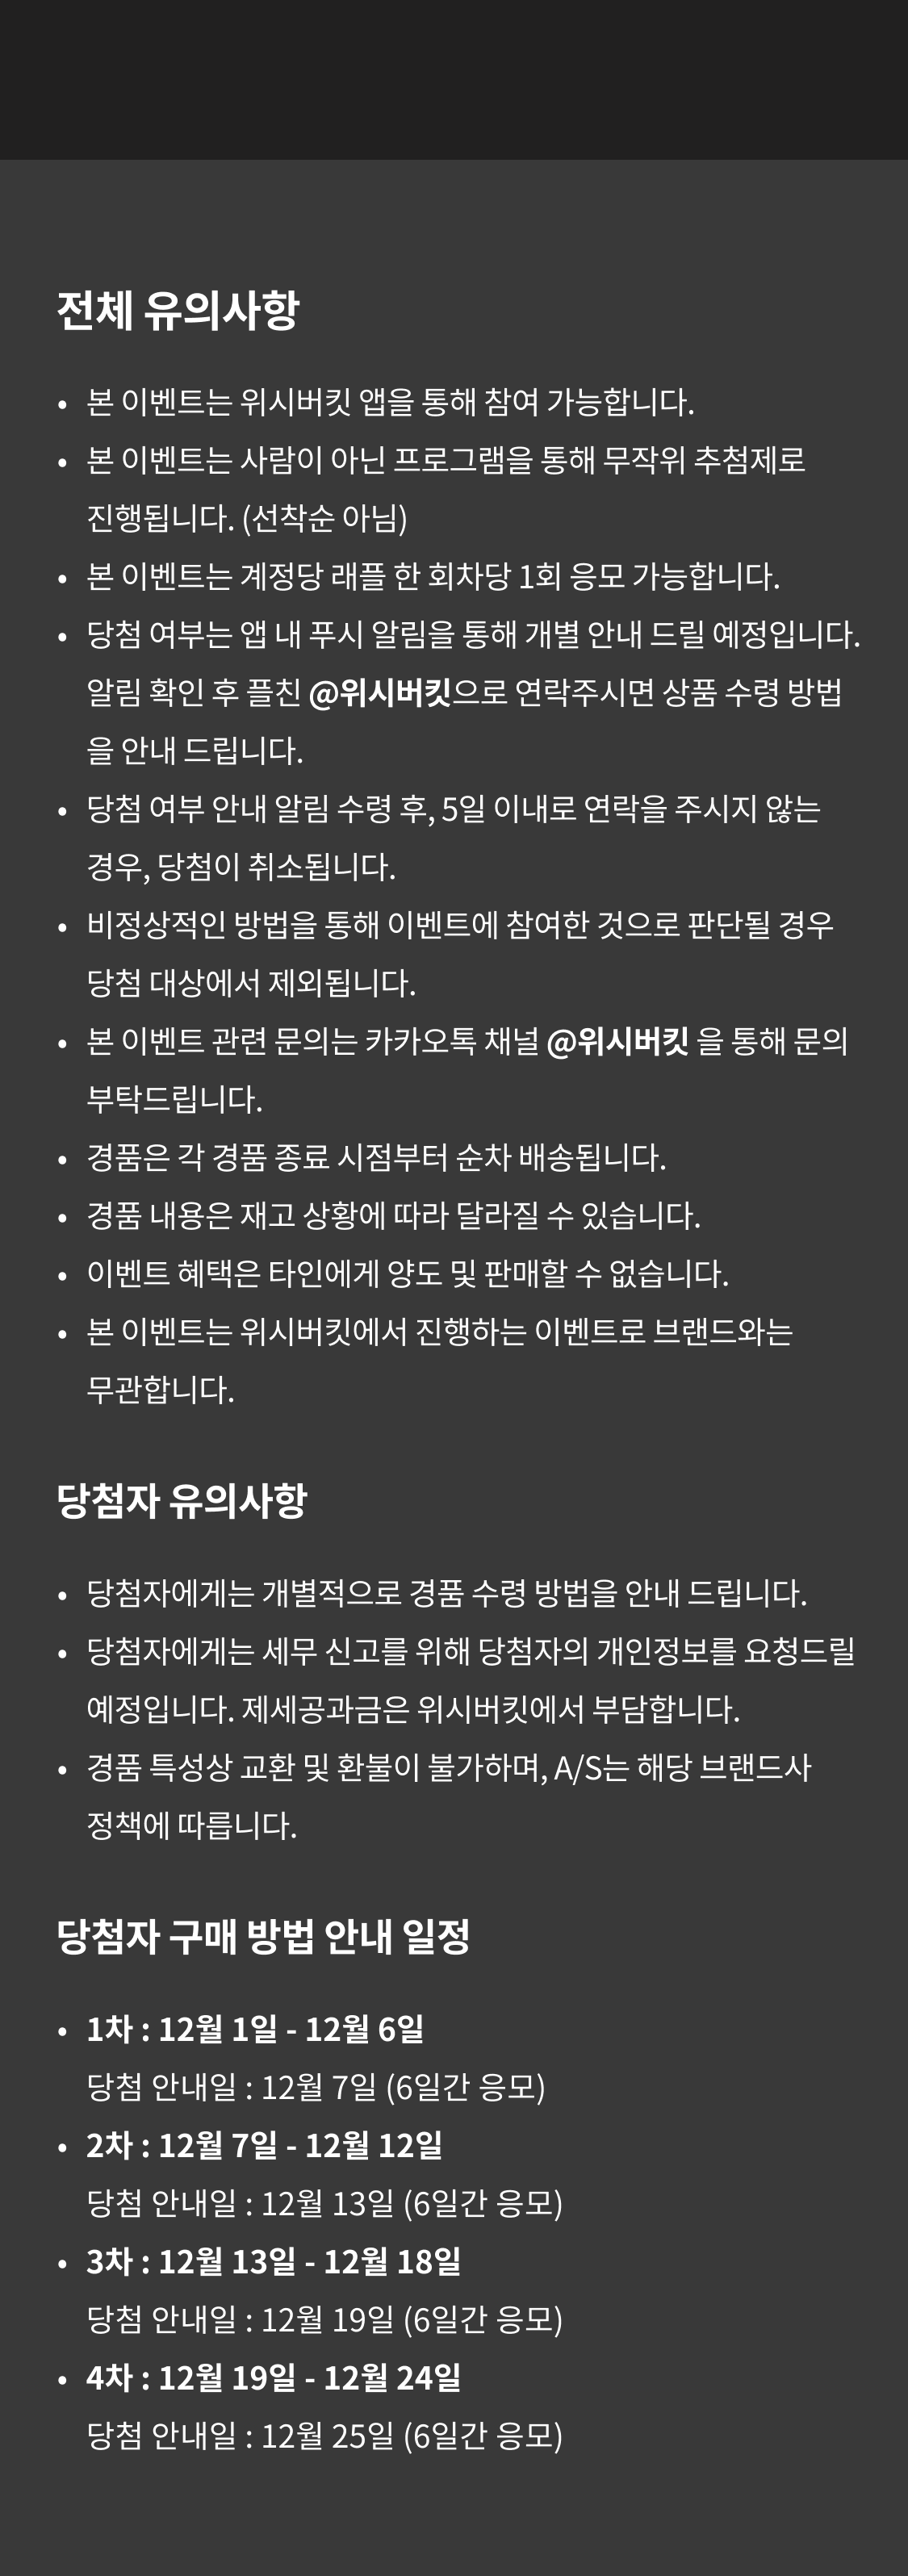 전체 유의사항
• 본 이벤트는 위시버킷 앱을 통해 참여 가능합니다.
• 본 이벤트는 사람이 아닌 프로그램을 통해 무작위 추첨제로
진행됩니다. (선착순 아님)
• 본 이벤트는 계정당 래플 한 회차당 1회 응모 가능합니다.
• 당첨 여부는 앱 내 푸시 알림을 통해 개별 안내 드릴 예정입니다.
알림 확인 후 플친 @위시버킷으로 연락주시면 상품 수령 방법
을 안내 드립니다.
• 당첨 여부 안내 알림 수령 후, 5일 이내로 연락을 주시지 않는
경우, 당첨이 취소됩니다.
• 비정상적인 방법을 통해 이벤트에 참여한 것으로 판단될 경우
당첨 대상에서 제외됩니다.
• 본 이벤트 관련 문의는 카카오톡 채널 @위시버킷 을 통해 문의
부탁드립니다.
• 경품은 각 경품 종료 시점부터 순차 배송됩니다.
• 경품 내용은 재고 상황에 따라 달라질 수 있습니다.
• 이벤트 혜택은 타인에게 양도 및 판매할 수 없습니다.
• 본 이벤트는 위시버킷에서 진행하는 이벤트로 브랜드와는
무관합니다.
당첨자 유의사항
• 당첨자에게는 개별적으로 경품 수령 방법을 안내 드립니다.
• 당첨자에게는 세무 신고를 위해 당첨자의 개인정보를 요청드릴
예정입니다. 제세공과금은 위시버킷에서 부담합니다.
• 경품 특성상 교환 및 환불이 불가하며, A/S는 해당 브랜드사
정책에 따릅니다.
당첨자 구매 방법 안내 일정
• 1차 : 12월 1일 - 12월 6일
당첨 안내일 : 12월 7일 (6일간 응모)
• 2차 : 12월 7일 - 12월 12일
당첨 안내일 : 12월 13일 (6일간 응모)
• 3차 : 12월 13일 - 12월 18일
당첨 안내일 : 12월 19일 (6일간 응모)
• 4차 : 12월 19일 - 12월 24일
당첨 안내일 : 12월 25일 (6일간 응모)